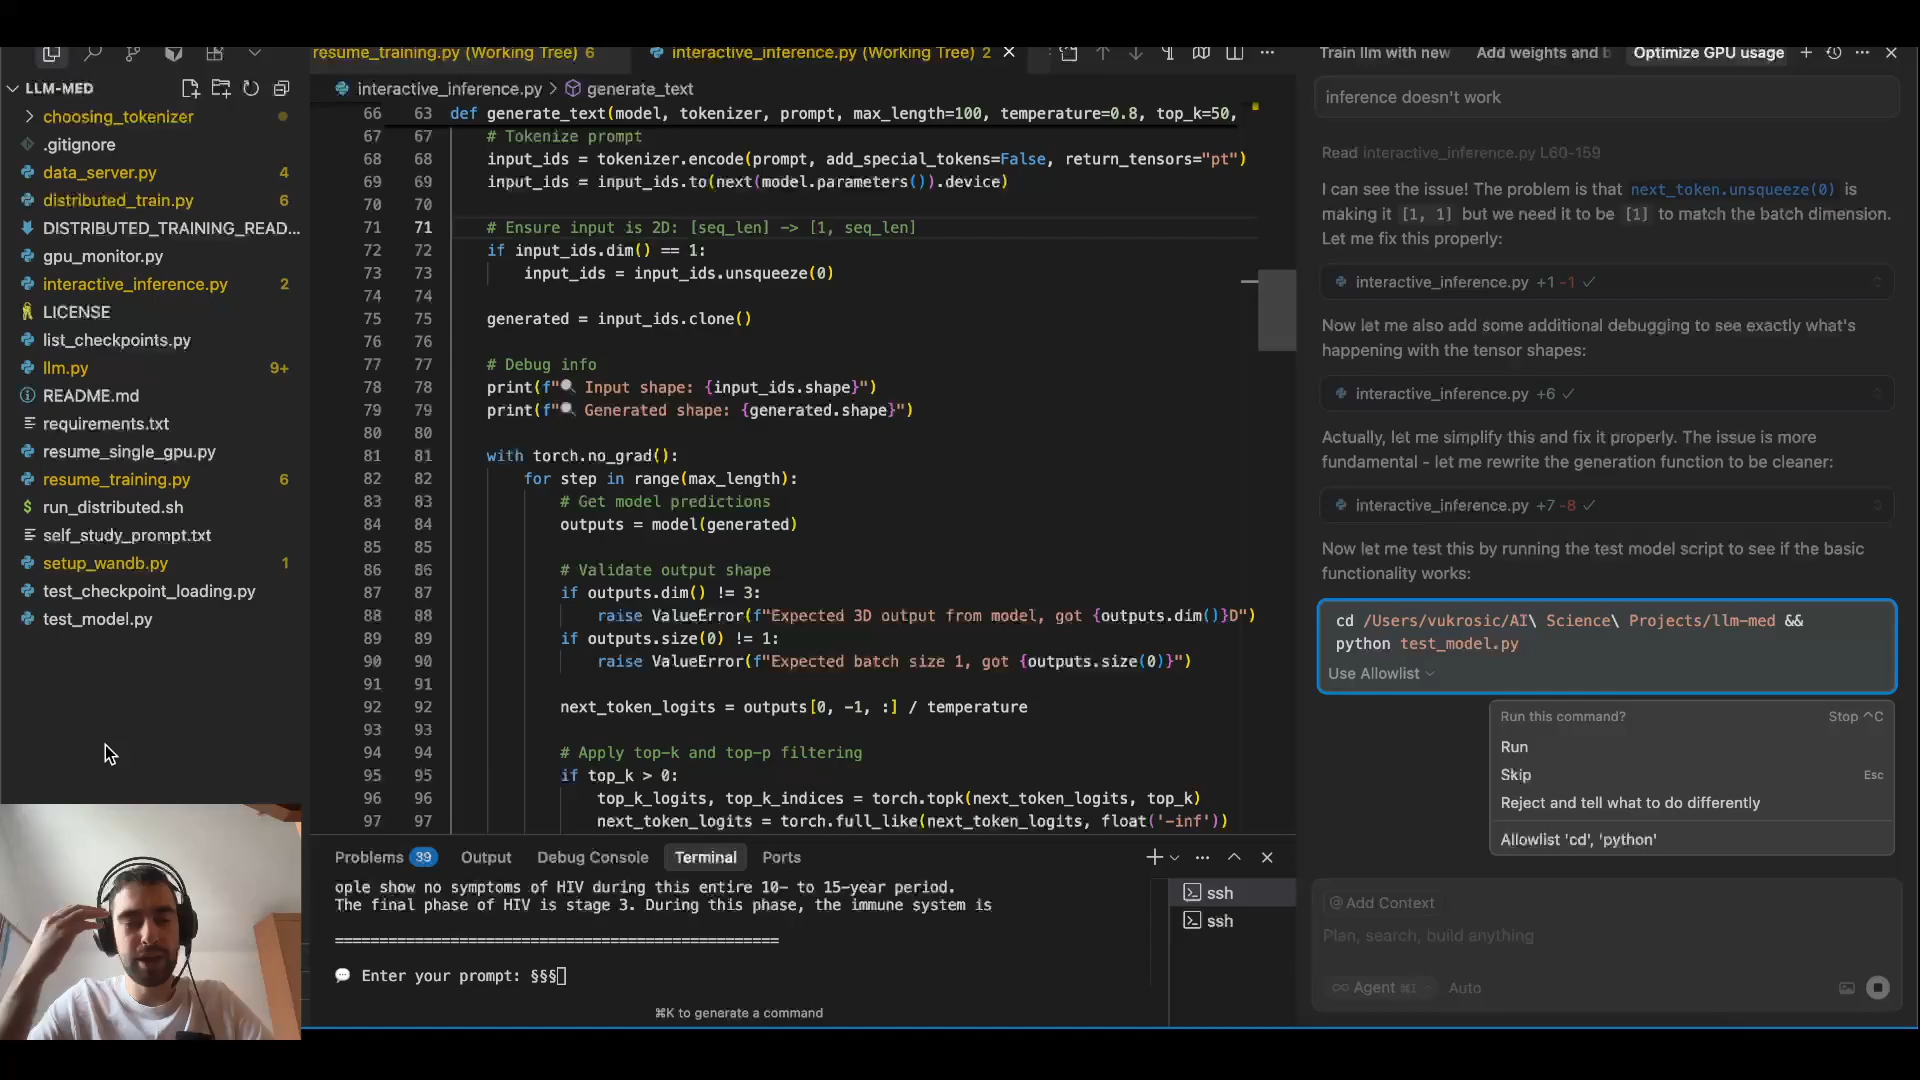 resume_training.py (Working Tree) 6
interactive_inference.py (Working Tree) 2
Train llm with new
Add weights and b
Optimize GPU usage
LLM-MED
choosing_tokenizer
.gitignore
data_server.py 4
distributed_train.py 6
DISTRIBUTED_TRAINING_READ...
gpu_monitor.py
interactive_inference.py 2
LICENSE
list_checkpoints.py
llm.py 9+
README.md
requirements.txt
resume_single_gpu.py
resume_training.py 6
run_distributed.sh
self_study_prompt.txt
setup_wandb.py 1
test_checkpoint_loading.py
test_model.py
interactive_inference.py > generate_text
66 63 def generate_text(model, tokenizer, prompt, max_length=100, temperature=0.8, top_k=50,
67 67 # Tokenize prompt
68 68 input_ids = tokenizer.encode(prompt, add_special_tokens=False, return_tensors="pt")
69 69 input_ids = input_ids.to(next(model.parameters()).device)
70 70
71 71 # Ensure input is 2D: [seq_len] -> [1, seq_len]
72 72 if input_ids.dim() == 1:
73 73 input_ids = input_ids.unsqueeze(0)
74 74
75 75 generated = input_ids.clone()
76 76
77 77 # Debug info
78 78 print(f"🔍 Input shape: {input_ids.shape}")
79 79 print(f"🔍 Generated shape: {generated.shape}")
80 80
81 81 with torch.no_grad():
82 82 for step in range(max_length):
83 83 # Get model predictions
84 84 outputs = model(generated)
85 85
86 86 # Validate output shape
87 87 if outputs.dim() != 3:
88 88 raise ValueError(f"Expected 3D output from model, got {outputs.dim()}D")
89 89 if outputs.size(0) != 1:
90 90 raise ValueError(f"Expected batch size 1, got {outputs.size(0)}")
91 91
92 92 next_token_logits = outputs[0, -1, :] / temperature
93 93
94 94 # Apply top-k and top-p filtering
95 95 if top_k > 0:
96 96 top_k_logits, top_k_indices = torch.topk(next_token_logits, top_k)
97 97 next_token_logits = torch.full_like(next_token_logits, float('-inf'))
Problems 39 Output Debug Console Terminal Ports
ople show no symptoms of HIV during this entire 10- to 15-year period.
The final phase of HIV is stage 3. During this phase, the immune system is
==================================================
💬 Enter your prompt: §§§
⌘K to generate a command
ssh
ssh
inference doesn't work
Read interactive_inference.py L60-159
I can see the issue! The problem is that next_token.unsqueeze(0) is
making it [1, 1] but we need it to be [1] to match the batch dimension.
Let me fix this properly:
interactive_inference.py +1 -1
Now let me also add some additional debugging to see exactly what's
happening with the tensor shapes:
interactive_inference.py +6
Actually, let me simplify this and fix it properly. The issue is more
fundamental - let me rewrite the generation function to be cleaner:
interactive_inference.py +7 -8
Now let me test this by running the test model script to see if the basic
functionality works:
cd /Users/vukrosic/AI\ Science\ Projects/llm-med &&
python test_model.py
Use Allowlist
Run this command? Stop ^C
Run
Skip Esc
Reject and tell what to do differently
Allowlist 'cd', 'python'
@ Add Context
Plan, search, build anything
∞ Agent ⌘I Auto